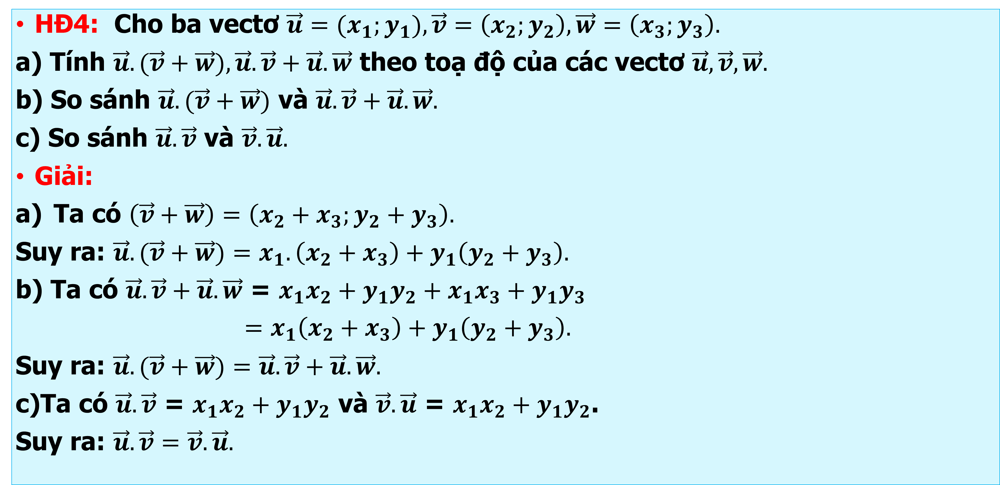 • HĐ4: Cho ba vectơ $\vec{u} = (x_1; y_1), \vec{v} = (x_2; y_2), \vec{w} = (x_3; y_3)$.
a) Tính $\vec{u}.(\vec{v} + \vec{w}), \vec{u}.\vec{v} + \vec{u}.\vec{w}$ theo toạ độ của các vectơ $\vec{u}, \vec{v}, \vec{w}$.
b) So sánh $\vec{u}.(\vec{v} + \vec{w})$ và $\vec{u}.\vec{v} + \vec{u}.\vec{w}$.
c) So sánh $\vec{u}.\vec{v}$ và $\vec{v}.\vec{u}$.
• Giải:
a) Ta có $(\vec{v} + \vec{w}) = (x_2 + x_3; y_2 + y_3)$.
Suy ra: $\vec{u}.(\vec{v} + \vec{w}) = x_1.(x_2 + x_3) + y_1(y_2 + y_3)$.
b) Ta có $\vec{u}.\vec{v} + \vec{u}.\vec{w}$ = $x_1x_2 + y_1y_2 + x_1x_3 + y_1y_3$
$= x_1(x_2 + x_3) + y_1(y_2 + y_3)$.
Suy ra: $\vec{u}.(\vec{v} + \vec{w}) = \vec{u}.\vec{v} + \vec{u}.\vec{w}$.
c)Ta có $\vec{u}.\vec{v}$ = $x_1x_2 + y_1y_2$ và $\vec{v}.\vec{u}$ = $x_1x_2 + y_1y_2$.
Suy ra: $\vec{u}.\vec{v} = \vec{v}.\vec{u}$.